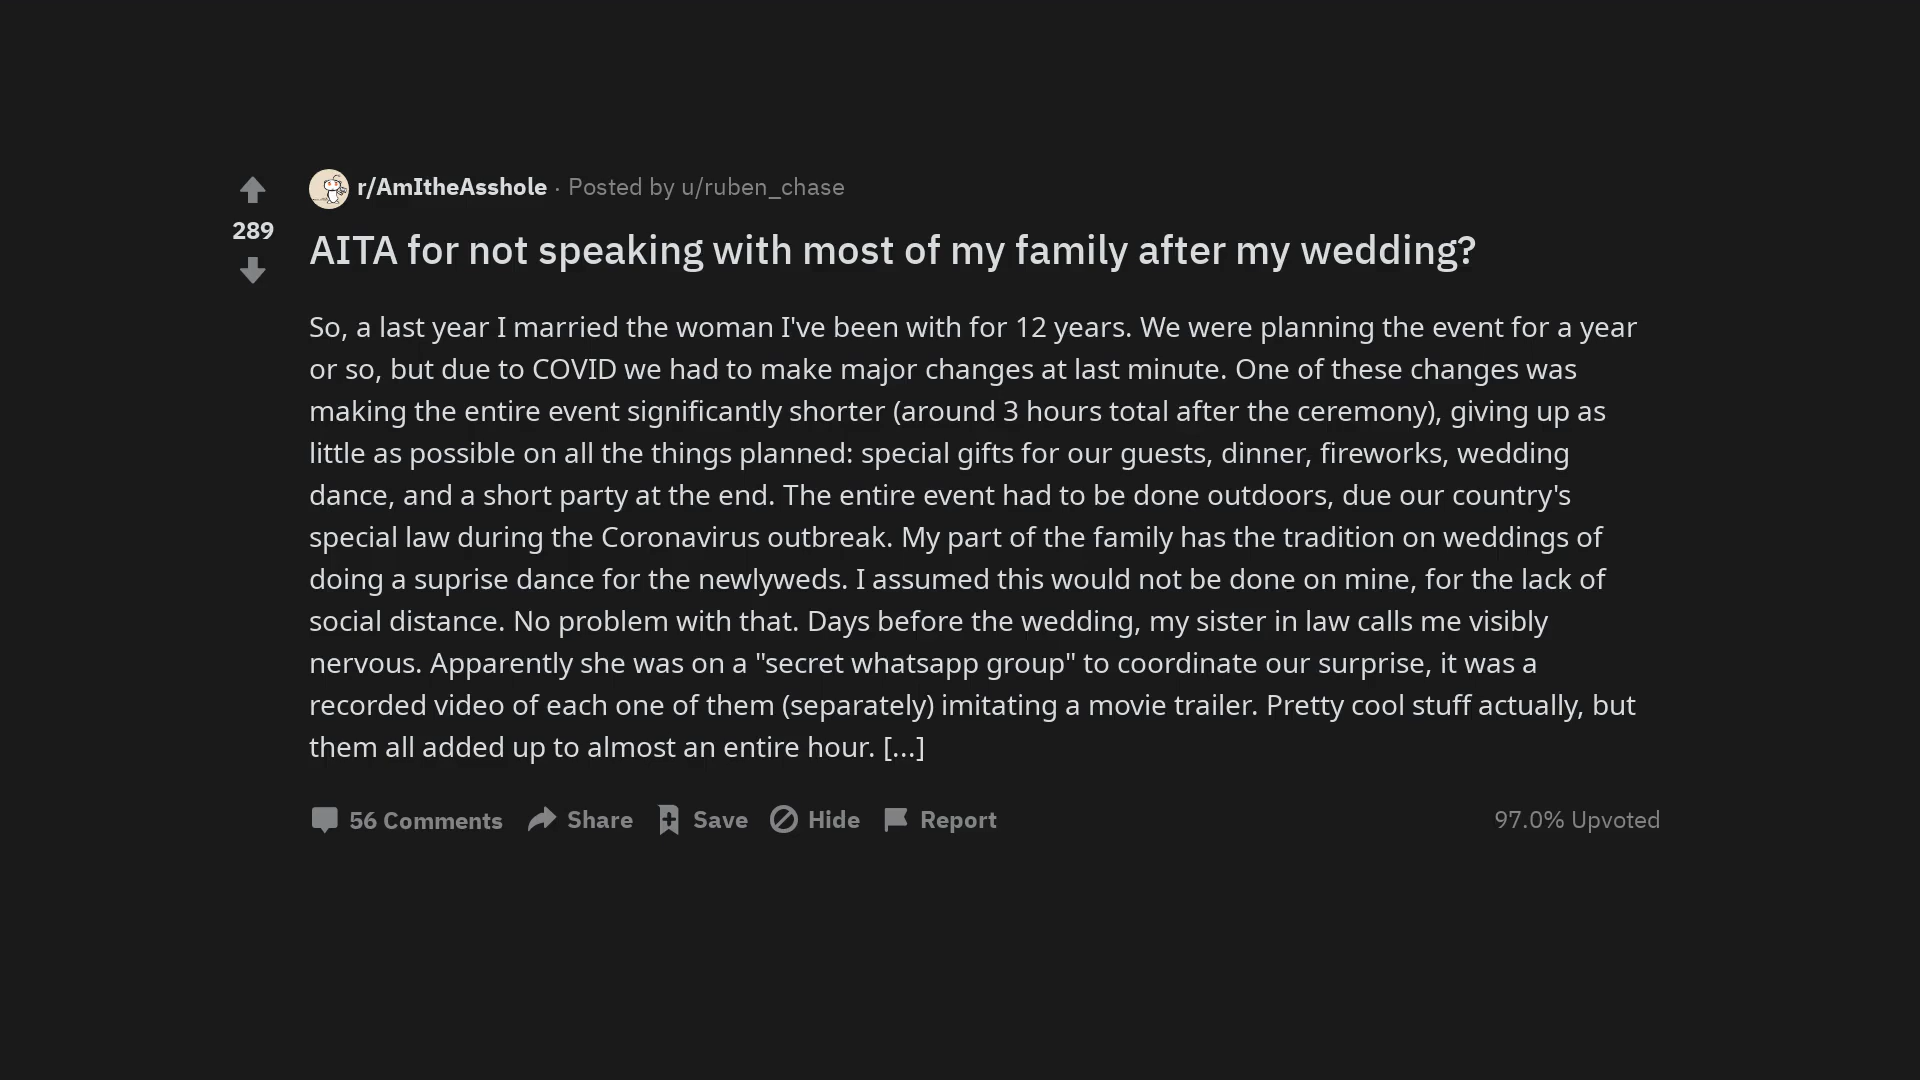 r/AmItheAsshole · Posted by u/ruben_chase
289
AITA for not speaking with most of my family after my wedding?
So, a last year I married the woman I've been with for 12 years. We were planning the event for a year
or so, but due to COVID we had to make major changes at last minute. One of these changes was
making the entire event significantly shorter (around 3 hours total after the ceremony), giving up as
little as possible on all the things planned: special gifts for our guests, dinner, fireworks, wedding
dance, and a short party at the end. The entire event had to be done outdoors, due our country's
special law during the Coronavirus outbreak. My part of the family has the tradition on weddings of
doing a suprise dance for the newlyweds. I assumed this would not be done on mine, for the lack of
social distance. No problem with that. Days before the wedding, my sister in law calls me visibly
nervous. Apparently she was on a "secret whatsapp group" to coordinate our surprise, it was a
recorded video of each one of them (separately) imitating a movie trailer. Pretty cool stuff actually, but
them all added up to almost an entire hour. [...]
56 Comments Share Save Hide Report 97.0% Upvoted